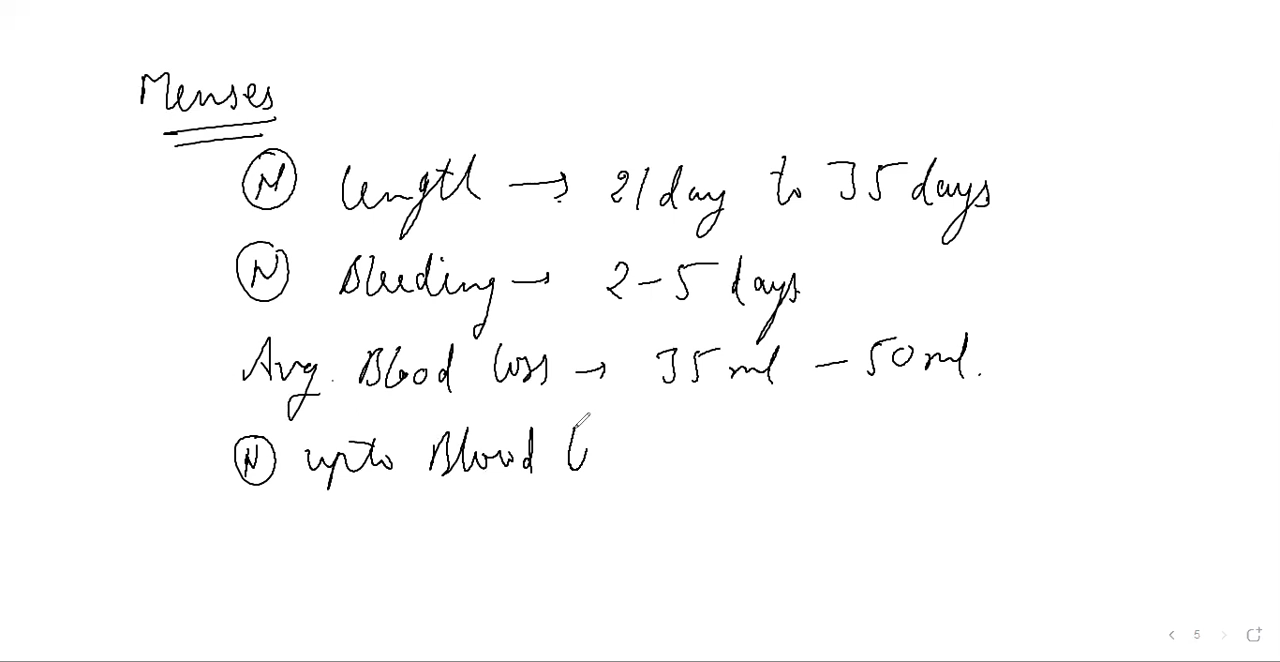 Menses
N length → 21 day to 35 days
N Bleeding → 2-5 days
Avg. Blood loss → 35 ml - 50 ml.
N upto Blood l
5